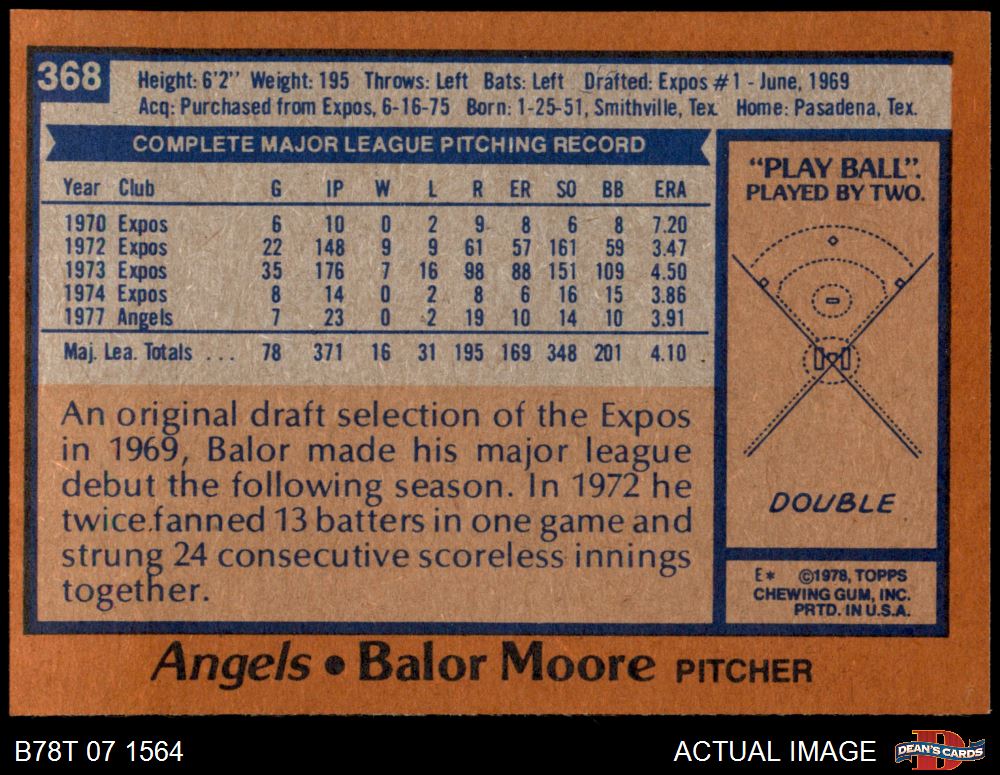 368
Height: 6'2'' Weight: 195 Throws: Left Bats: Left Drafted: Expos #1 - June, 1969
Acq: Purchased from Expos, 6-16-75 Born: 1-25-51, Smithville, Tex. Home: Pasadena, Tex.
COMPLETE MAJOR LEAGUE PITCHING RECORD
Year Club G IP W L R ER SO BB ERA
1970 Expos 6 10 0 2 9 8 6 8 7.20
1972 Expos 22 148 9 9 61 57 161 59 3.47
1973 Expos 35 176 7 16 98 88 151 109 4.50
1974 Expos 8 14 0 2 8 6 16 15 3.86
1977 Angels 7 23 0 2 19 10 14 10 3.91
Maj. Lea. Totals ... 78 371 16 31 195 169 348 201 4.10
An original draft selection of the Expos
in 1969, Balor made his major league
debut the following season. In 1972 he
twice fanned 13 batters in one game and
strung 24 consecutive scoreless innings
together.
"PLAY BALL".
PLAYED BY TWO.
DOUBLE
E* ©1978, TOPPS
CHEWING GUM, INC.
PRTD. IN U.S.A.
Angels • Balor Moore PITCHER
B78T 07 1564 ACTUAL IMAGE
D
DEAN'S CARDS